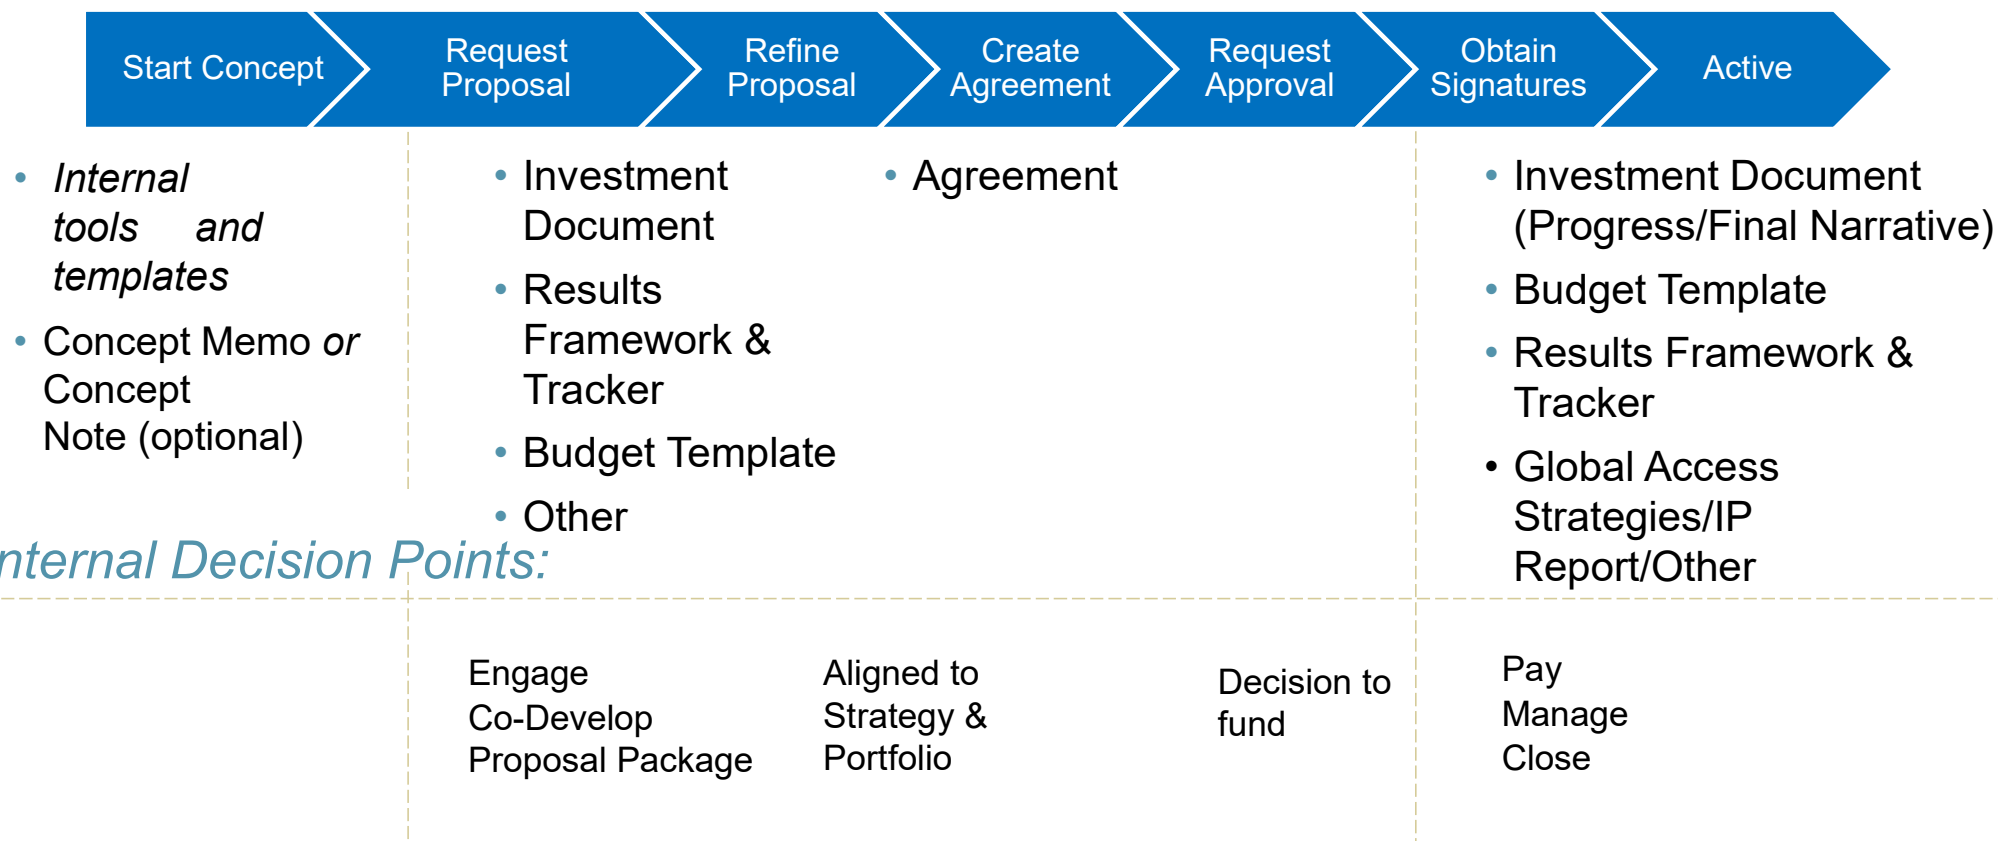 Start Concept
Request
Proposal
Refine
Proposal
Create
Agreement
Request
Approval
Obtain
Signatures
Active
• Internal
tools and
templates
• Concept Memo or
Concept
Note (optional)
• Investment
Document
• Results
Framework &
Tracker
• Budget Template
• Other
• Agreement
• Investment Document
(Progress/Final Narrative)
• Budget Template
• Results Framework &
Tracker
• Global Access
Strategies/IP
Report/Other
nternal Decision Points:
Engage
Co-Develop
Proposal Package
Aligned to
Strategy &
Portfolio
Decision to
fund
Pay
Manage
Close